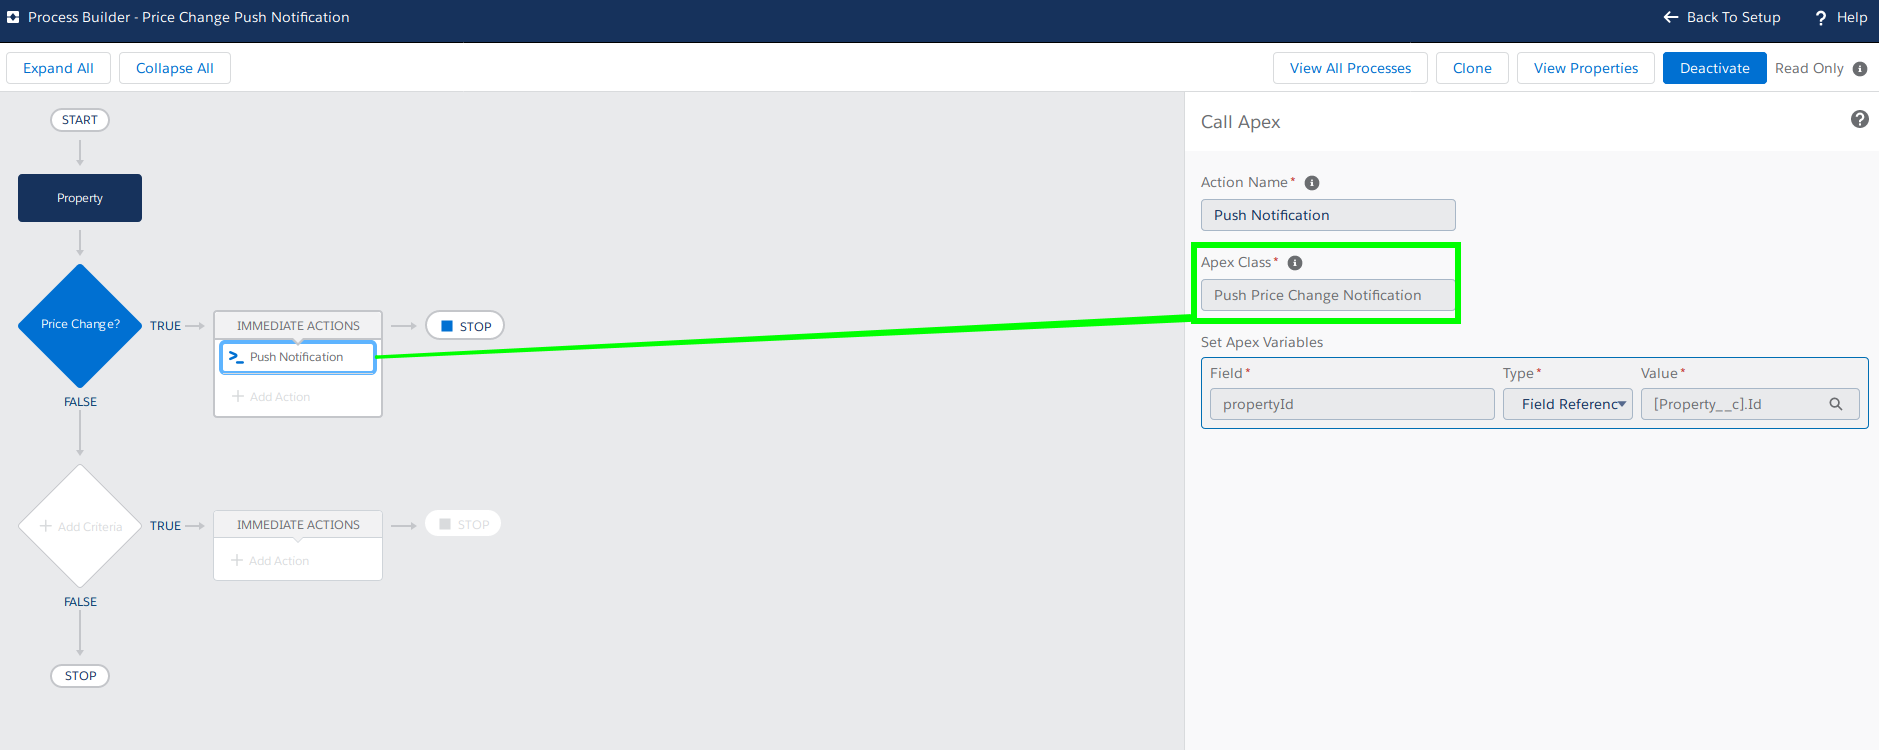 Process Builder - Price Change Push Notification
Back To Setup
? Help
Expand All
Collapse All
View All Processes
Clone
View Properties
Deactivate
Read Only
START
Property
Price Change?
TRUE
IMMEDIATE ACTIONS
STOP
>_ Push Notification
+ Add Action
FALSE
+ Add Criteria
TRUE
IMMEDIATE ACTIONS
STOP
+ Add Action
FALSE
STOP
Call Apex
Action Name*
Push Notification
Apex Class*
Push Price Change Notification
Set Apex Variables
Field* Type* Value*
propertyId Field Referenc [Property__c].Id